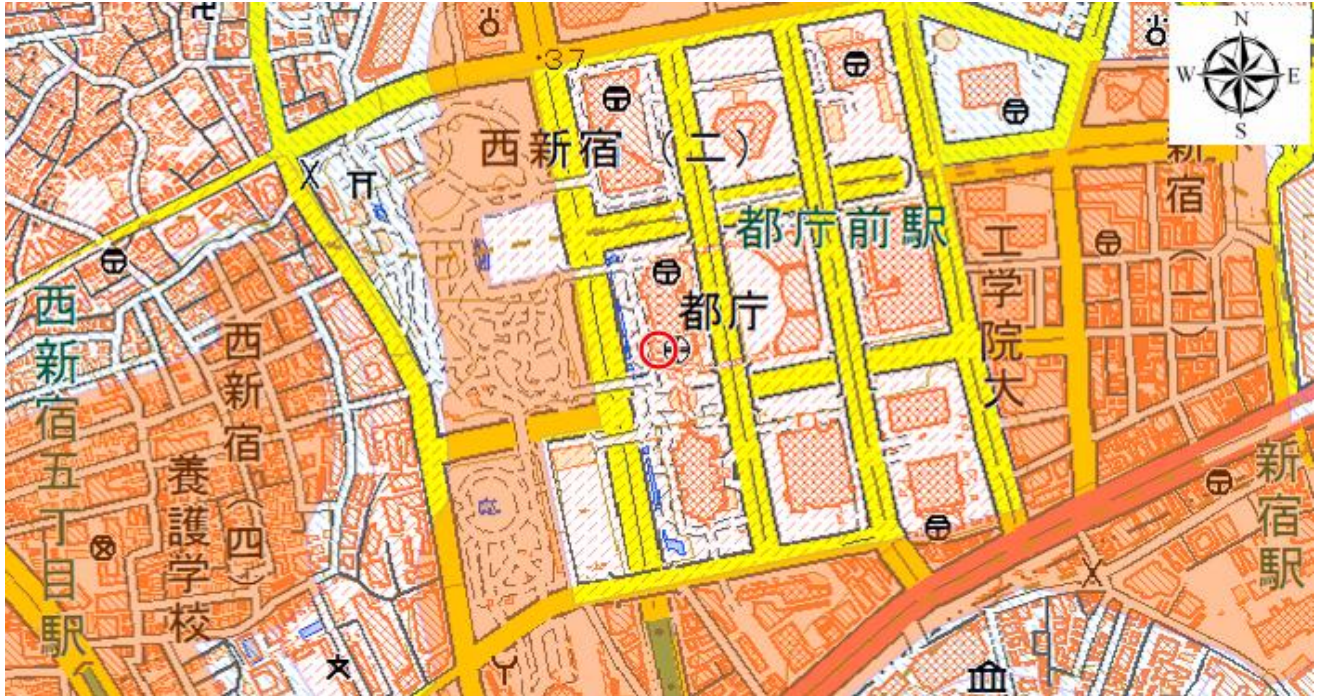 37
N
W
E
S
西新宿(二)
新宿(一)
都庁前駅
都庁
工学院大
西新宿五丁目駅
西新宿(四)
養護学校
新宿駅